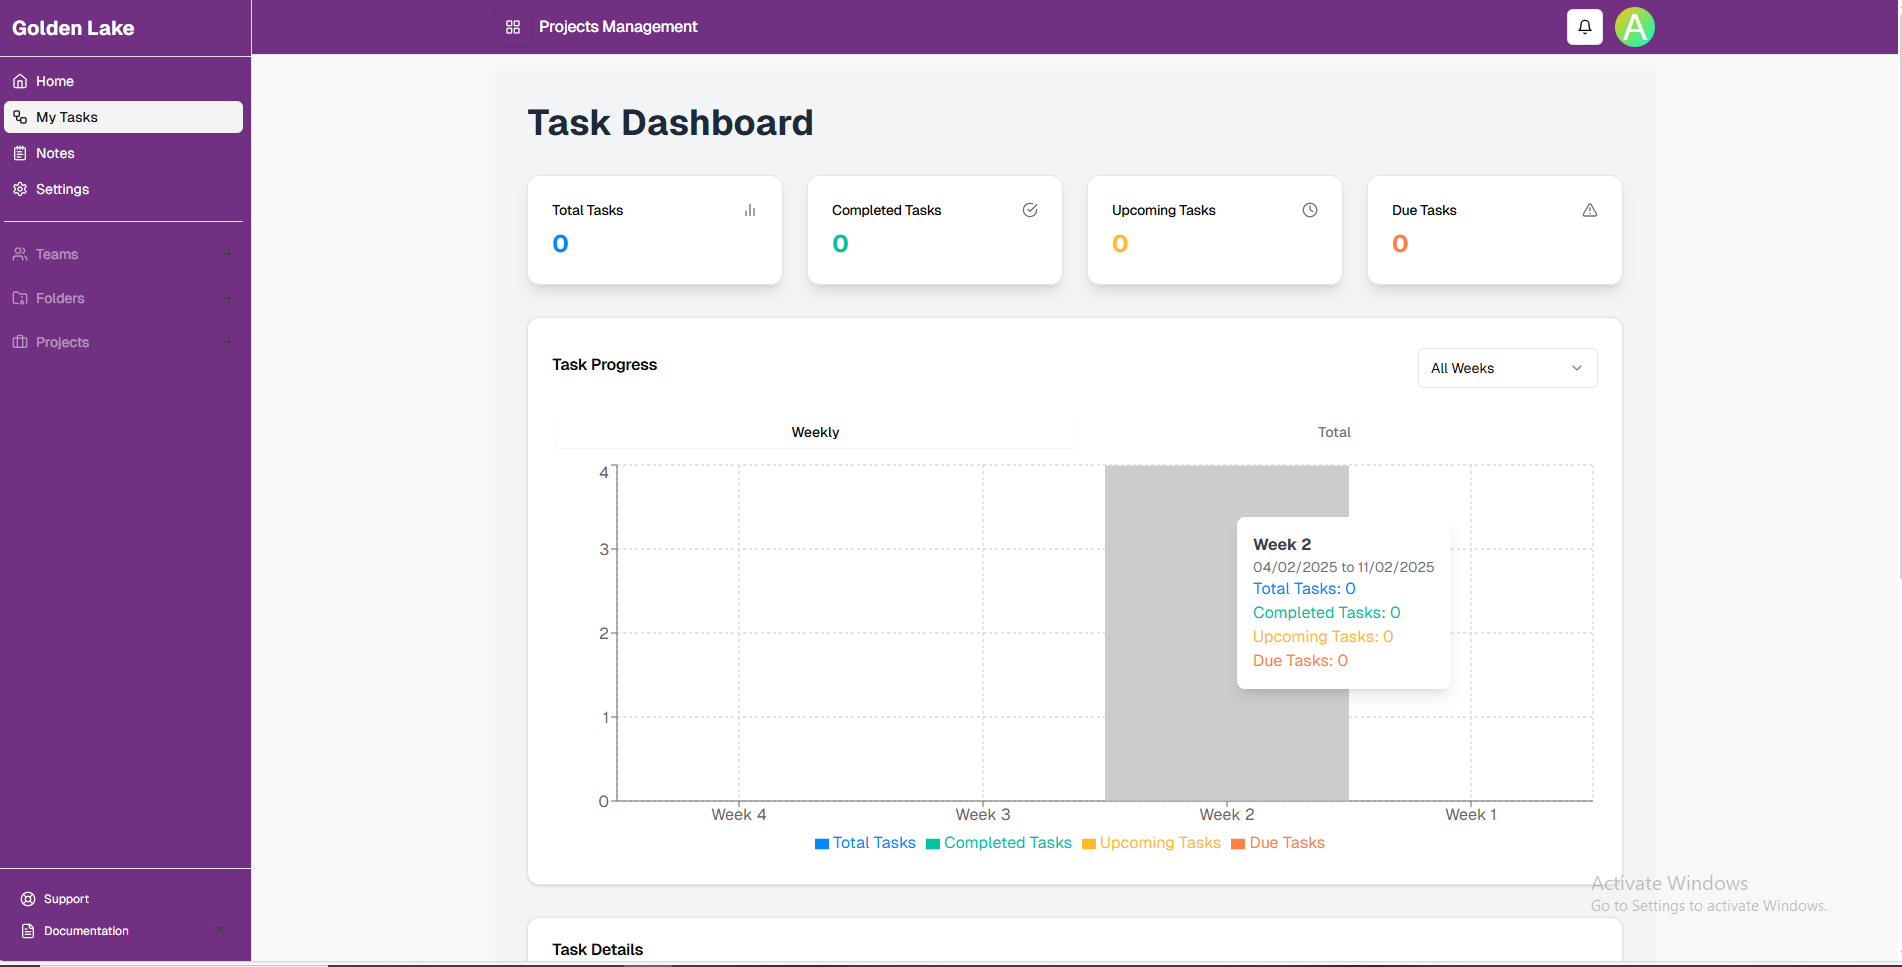 Golden Lake
Projects Management
A
Home
My Tasks
Notes
Settings
Teams
Folders
Projects
Support
Documentation
Task Dashboard
Total Tasks
0
Completed Tasks
0
Upcoming Tasks
0
Due Tasks
0
Task Progress
All Weeks
Weekly
Total
4
3
2
1
0
Week 2
04/02/2025 to 11/02/2025
Total Tasks: 0
Completed Tasks: 0
Upcoming Tasks: 0
Due Tasks: 0
Week 4
Week 3
Week 2
Week 1
Total Tasks
Completed Tasks
Upcoming Tasks
Due Tasks
Task Details
Activate Windows
Go to Settings to activate Windows.